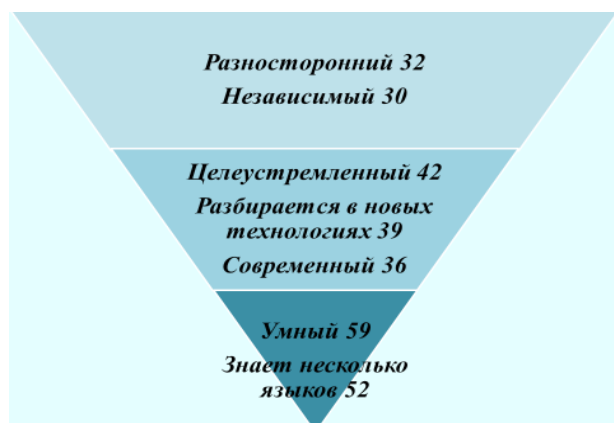 Разносторонний 32
Независимый 30
Целеустремленный 42
Разбирается в новых
технологиях 39
Современный 36
Умный 59
Знает несколько
языков 52